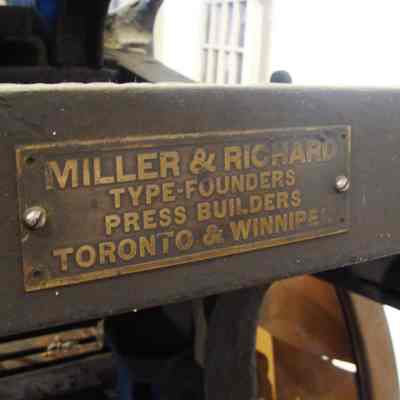 MILLER & RICHARD
TYPE-FOUNDERS
PRESS BUILDERS
TORONTO & WINNIPEG